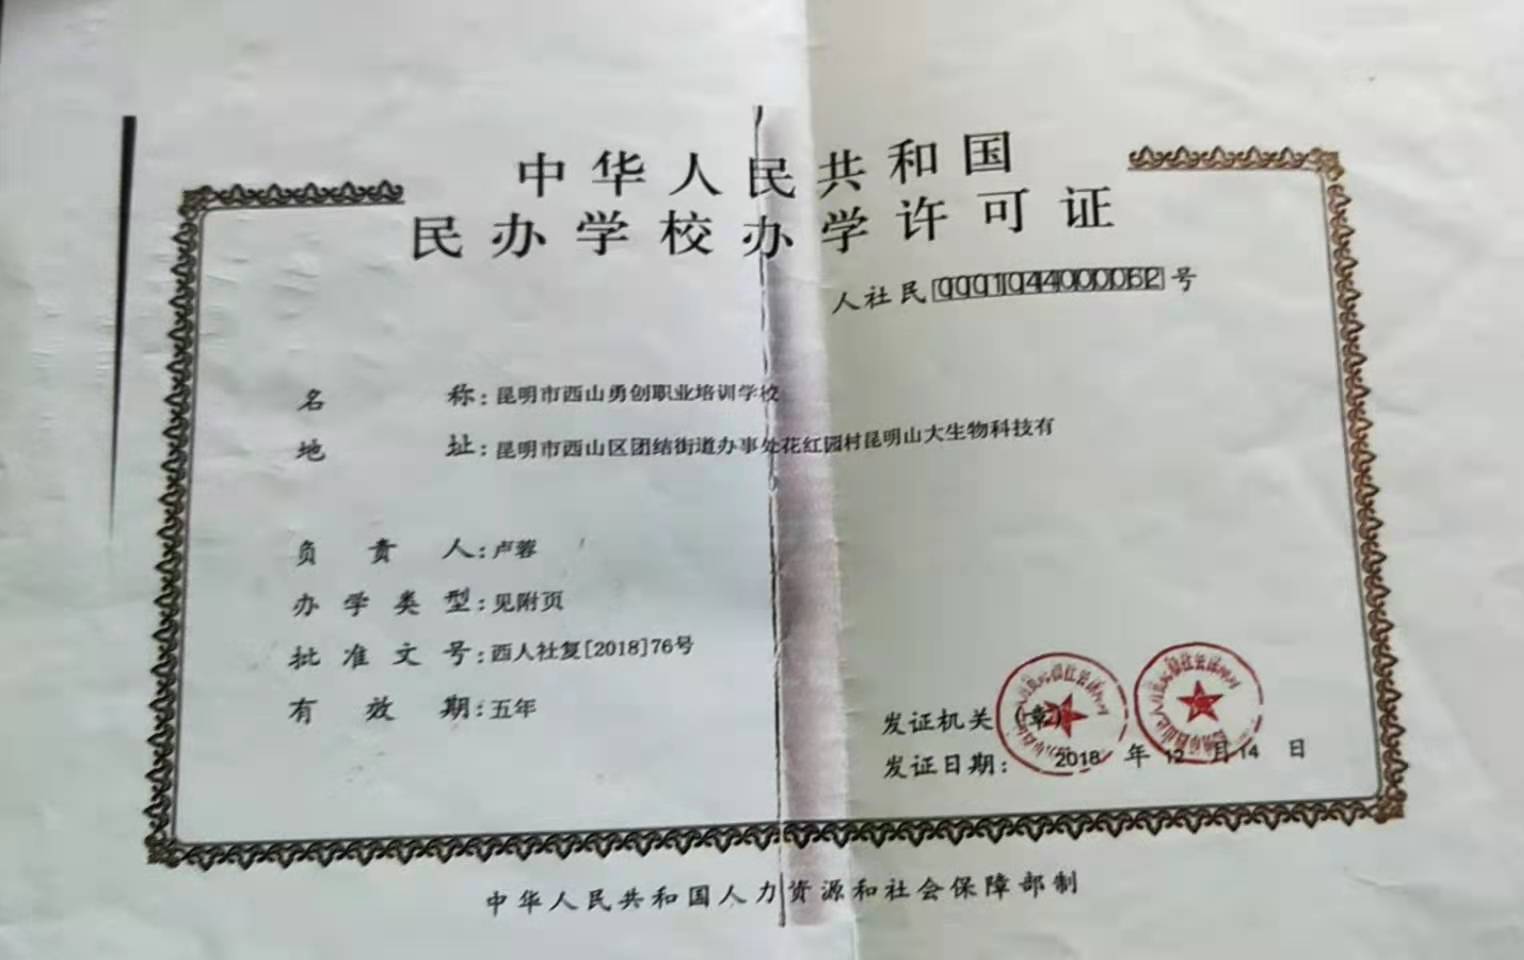 中华人民共和国
民办学校办学许可证
人社民 号
名称：昆明市西山勇创职业培训学校
地址：昆明市西山区团结街道办事处花红园村昆明山大生物科技有
负责人：卢蓉
办学类型：见附页
批准文号：西人社复[2018]76号
有效期：五年
发证机关（章）
发证日期：2018年12月14日
中华人民共和国人力资源和社会保障部制